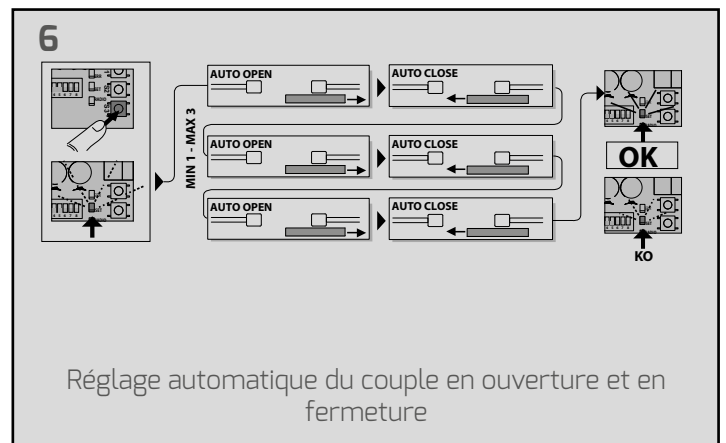 6
MIN 1 - MAX 3
AUTO OPEN
AUTO CLOSE
AUTO OPEN
AUTO CLOSE
AUTO OPEN
AUTO CLOSE
OK
KO
Réglage automatique du couple en ouverture et en
fermeture